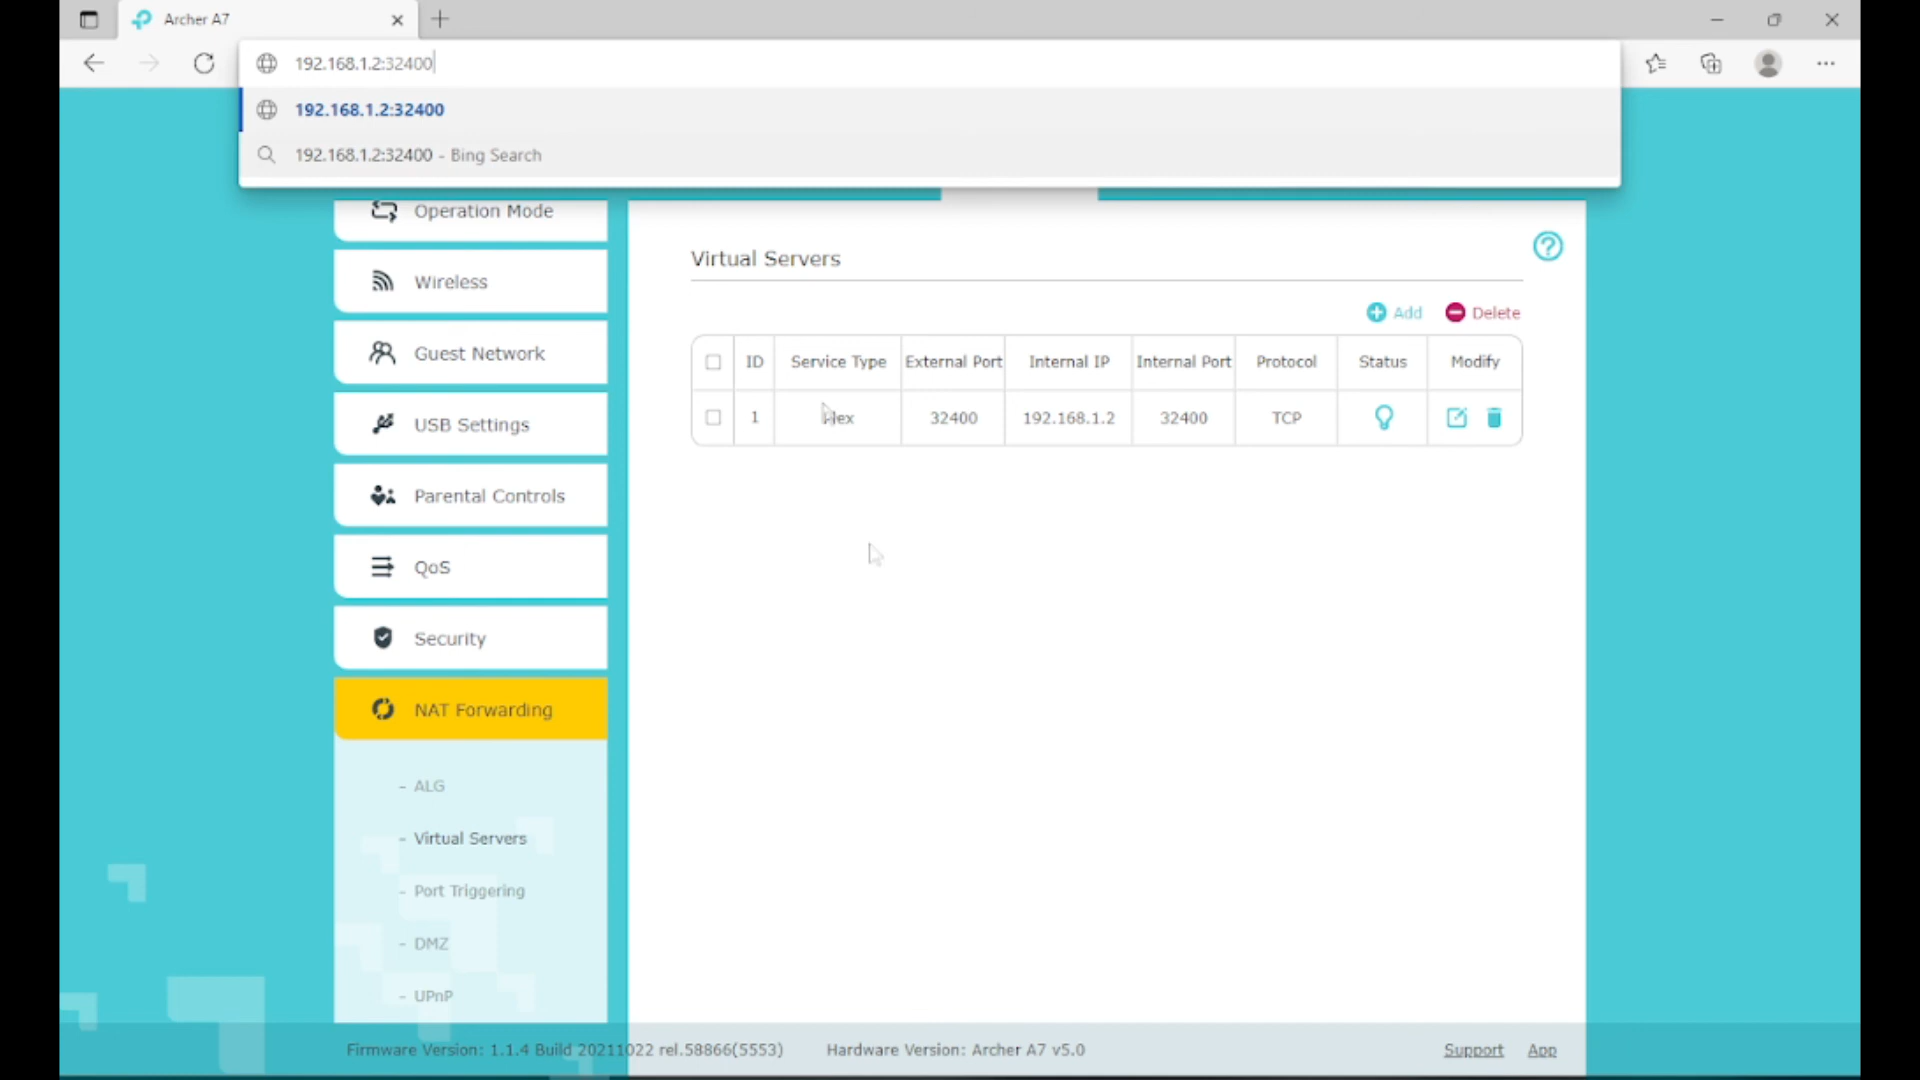 Archer A7
192.168.1.2:32400
192.168.1.2:32400
192.168.1.2:32400 - Bing Search
Operation Mode
Wireless
Guest Network
USB Settings
Parental Controls
QoS
Security
NAT Forwarding
- ALG
- Virtual Servers
- Port Triggering
- DMZ
- UPnP
Virtual Servers
Add Delete
ID Service Type External Port Internal IP Internal Port Protocol Status Modify
1 Plex 32400 192.168.1.2 32400 TCP
Firmware Version: 1.1.4 Build 20211022 rel.58866(5553) Hardware Version: Archer A7 v5.0 Support App